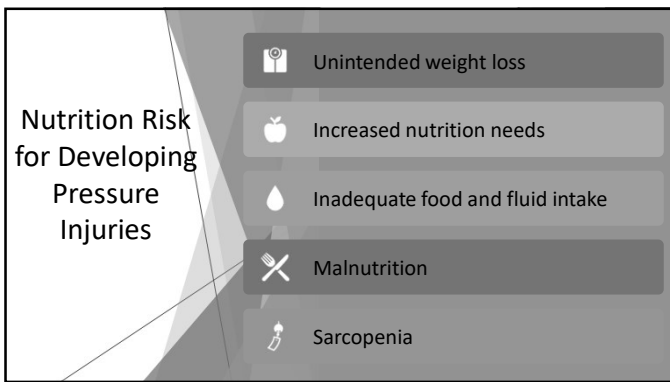 Nutrition Risk
for Developing
Pressure
Injuries
Unintended weight loss
Increased nutrition needs
Inadequate food and fluid intake
Malnutrition
Sarcopenia